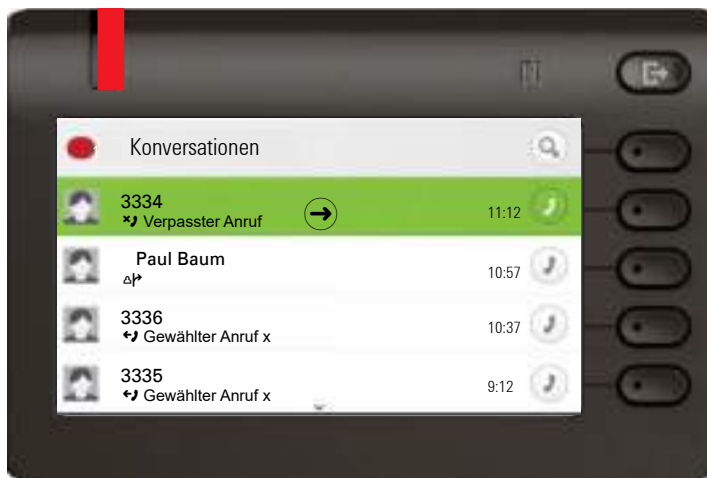 Konversationen
3334
Verpasster Anruf
11:12
Paul Baum
10:57
3336
Gewählter Anruf x
10:37
3335
Gewählter Anruf x
9:12